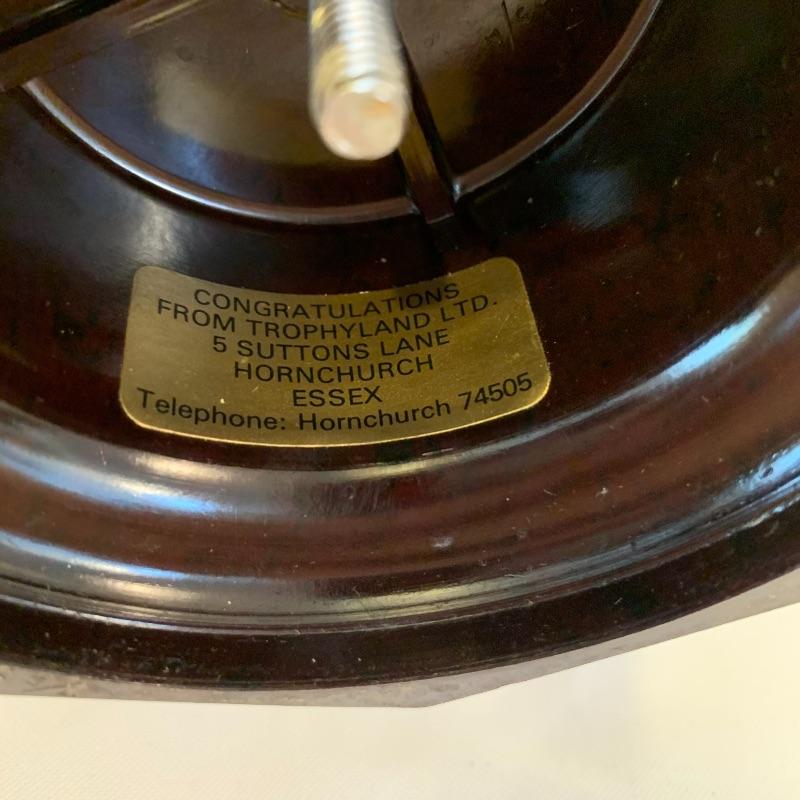 CONGRATULATIONS
FROM TROPHYLAND LTD.
5 SUTTONS LANE
HORNCHURCH
ESSEX
Telephone: Hornchurch 74505